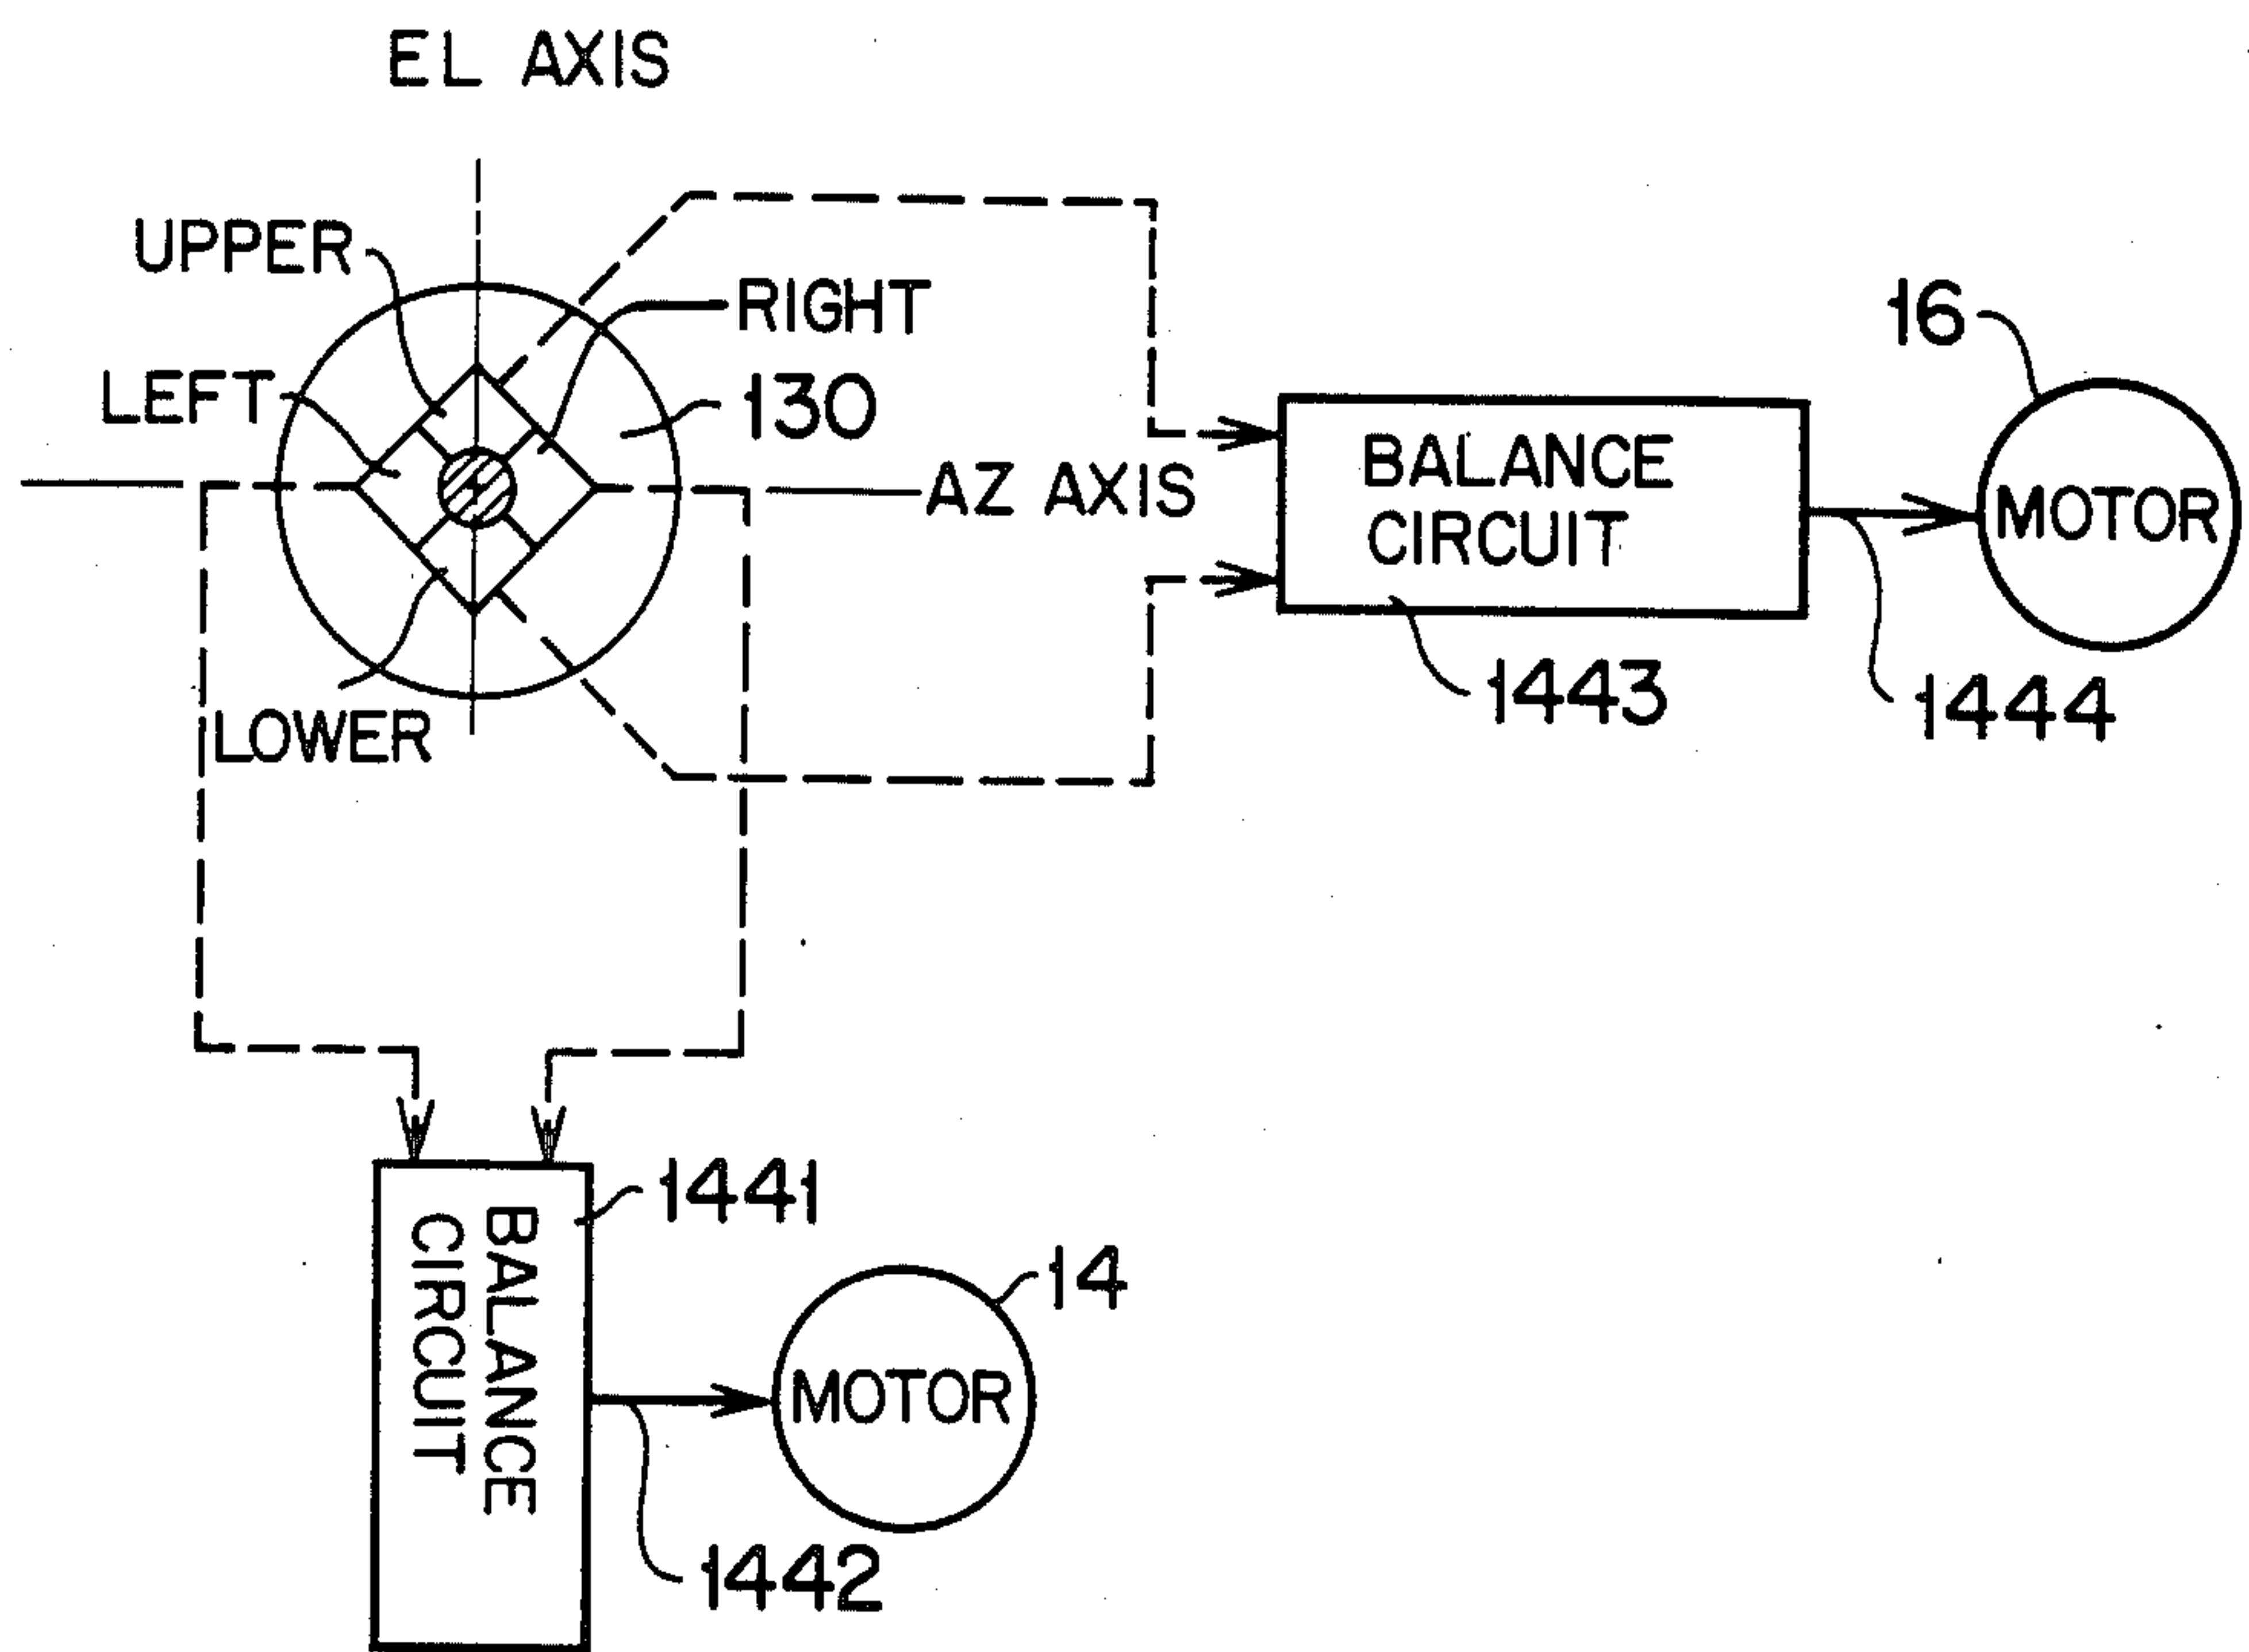 EL AXIS
UPPER
RIGHT
16
LEFT
130
BALANCE
CIRCUIT
AZ AXIS
MOTOR
1443
1444
LOWER
1441
BALANCE
CIRCUIT
14
MOTOR
1442